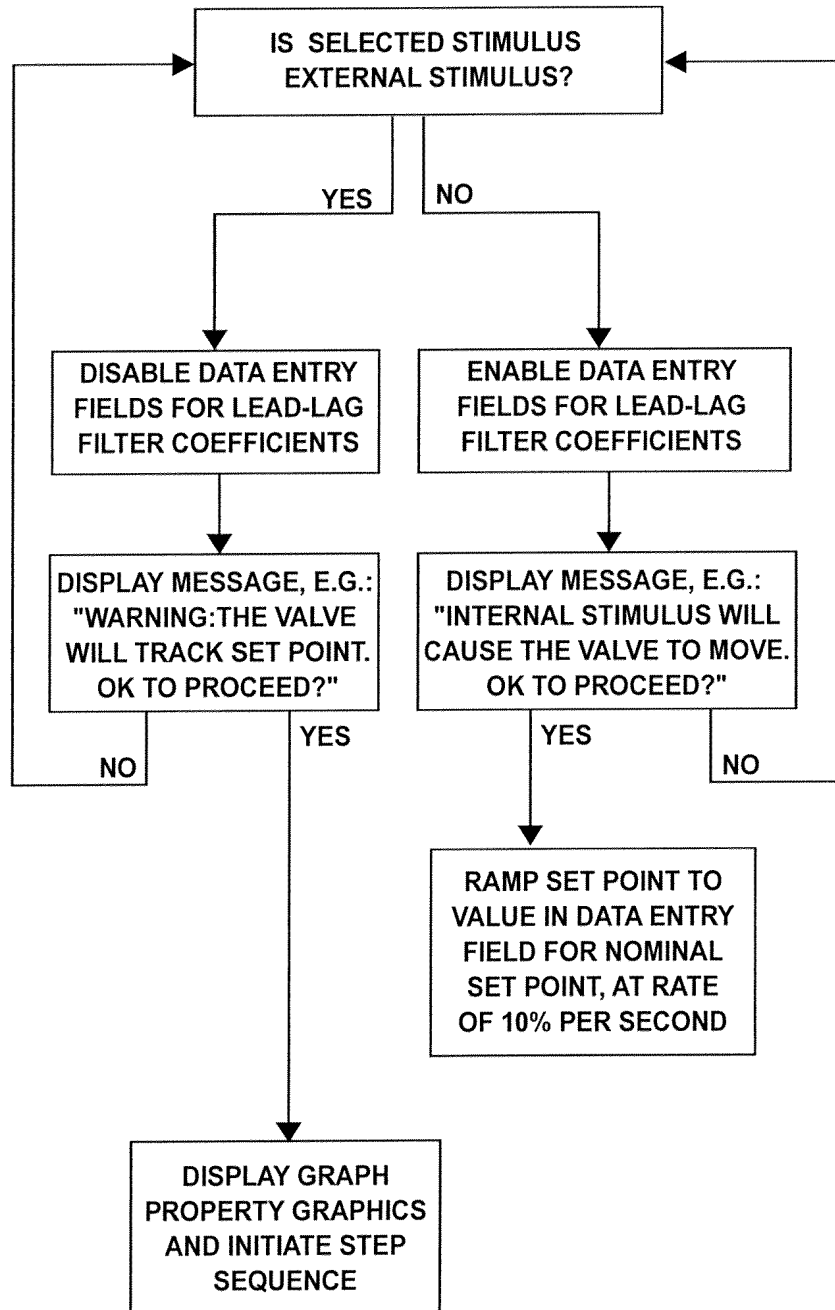 IS SELECTED STIMULUS
EXTERNAL STIMULUS?
YES
NO
DISABLE DATA ENTRY
FIELDS FOR LEAD-LAG
FILTER COEFFICIENTS
ENABLE DATA ENTRY
FIELDS FOR LEAD-LAG
FILTER COEFFICIENTS
DISPLAY MESSAGE, E.G.:
"WARNING:THE VALVE
WILL TRACK SET POINT.
OK TO PROCEED?"
DISPLAY MESSAGE, E.G.:
"INTERNAL STIMULUS WILL
CAUSE THE VALVE TO MOVE.
OK TO PROCEED?"
NO
YES
YES
NO
RAMP SET POINT TO
VALUE IN DATA ENTRY
FIELD FOR NOMINAL
SET POINT, AT RATE
OF 10% PER SECOND
DISPLAY GRAPH
PROPERTY GRAPHICS
AND INITIATE STEP
SEQUENCE